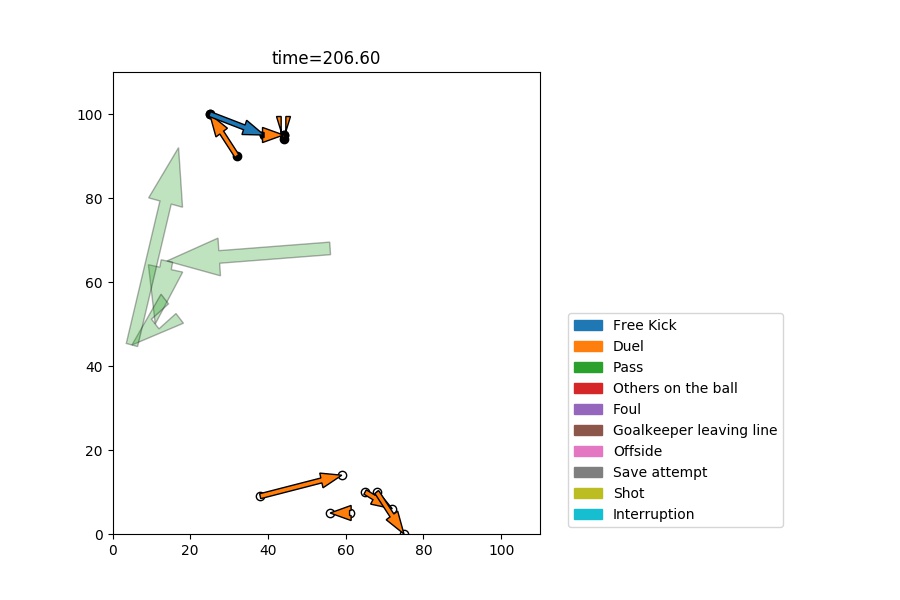 time=206.60
100
80
60
40
20
0
0 20 40 60 80 100
Free Kick
Duel
Pass
Others on the ball
Foul
Goalkeeper leaving line
Offside
Save attempt
Shot
Interruption